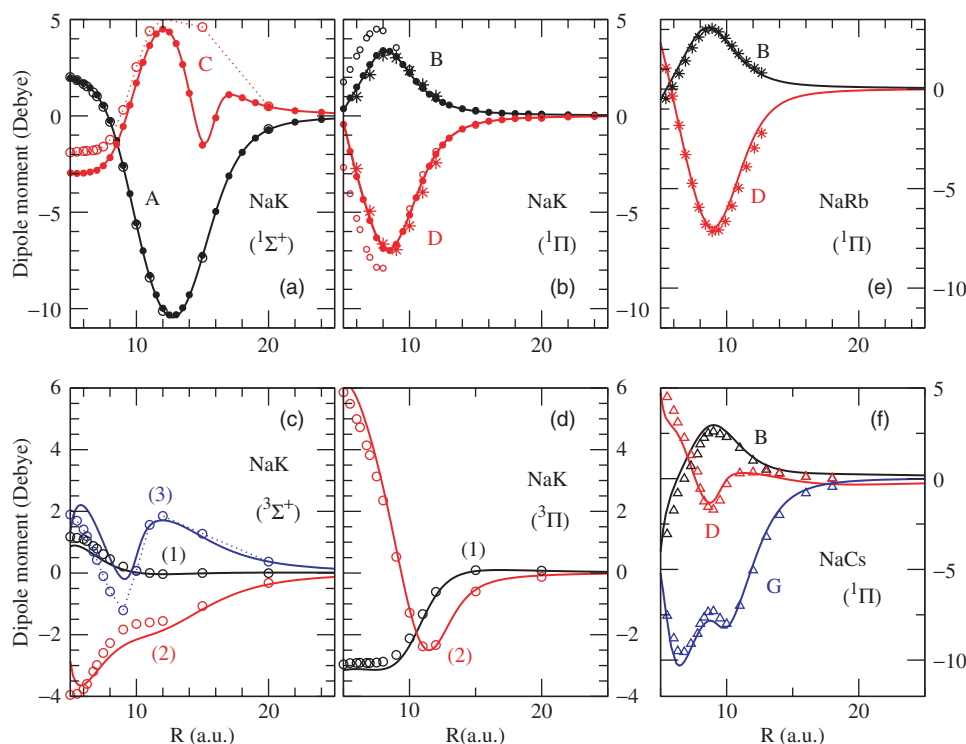 Dipole moment (Debye)
5
0
−5
−10
10
20
C
A
NaK
(¹Σ⁺)
(a)
10
20
B
D
NaK
(¹Π)
(b)
10
20
B
D
NaRb
(¹Π)
(e)
5
0
−5
−10
Dipole moment (Debye)
6
4
2
0
−2
−4
10
20
R (a.u.)
(c)
NaK
(³Σ⁺)
(3)
(1)
(2)
6
4
2
0
−2
−4
10
20
R(a.u.)
(d)
NaK
(³Π)
(1)
(2)
5
0
−5
−10
10
20
R (a.u.)
(f)
B
D
NaCs
(¹Π)
G